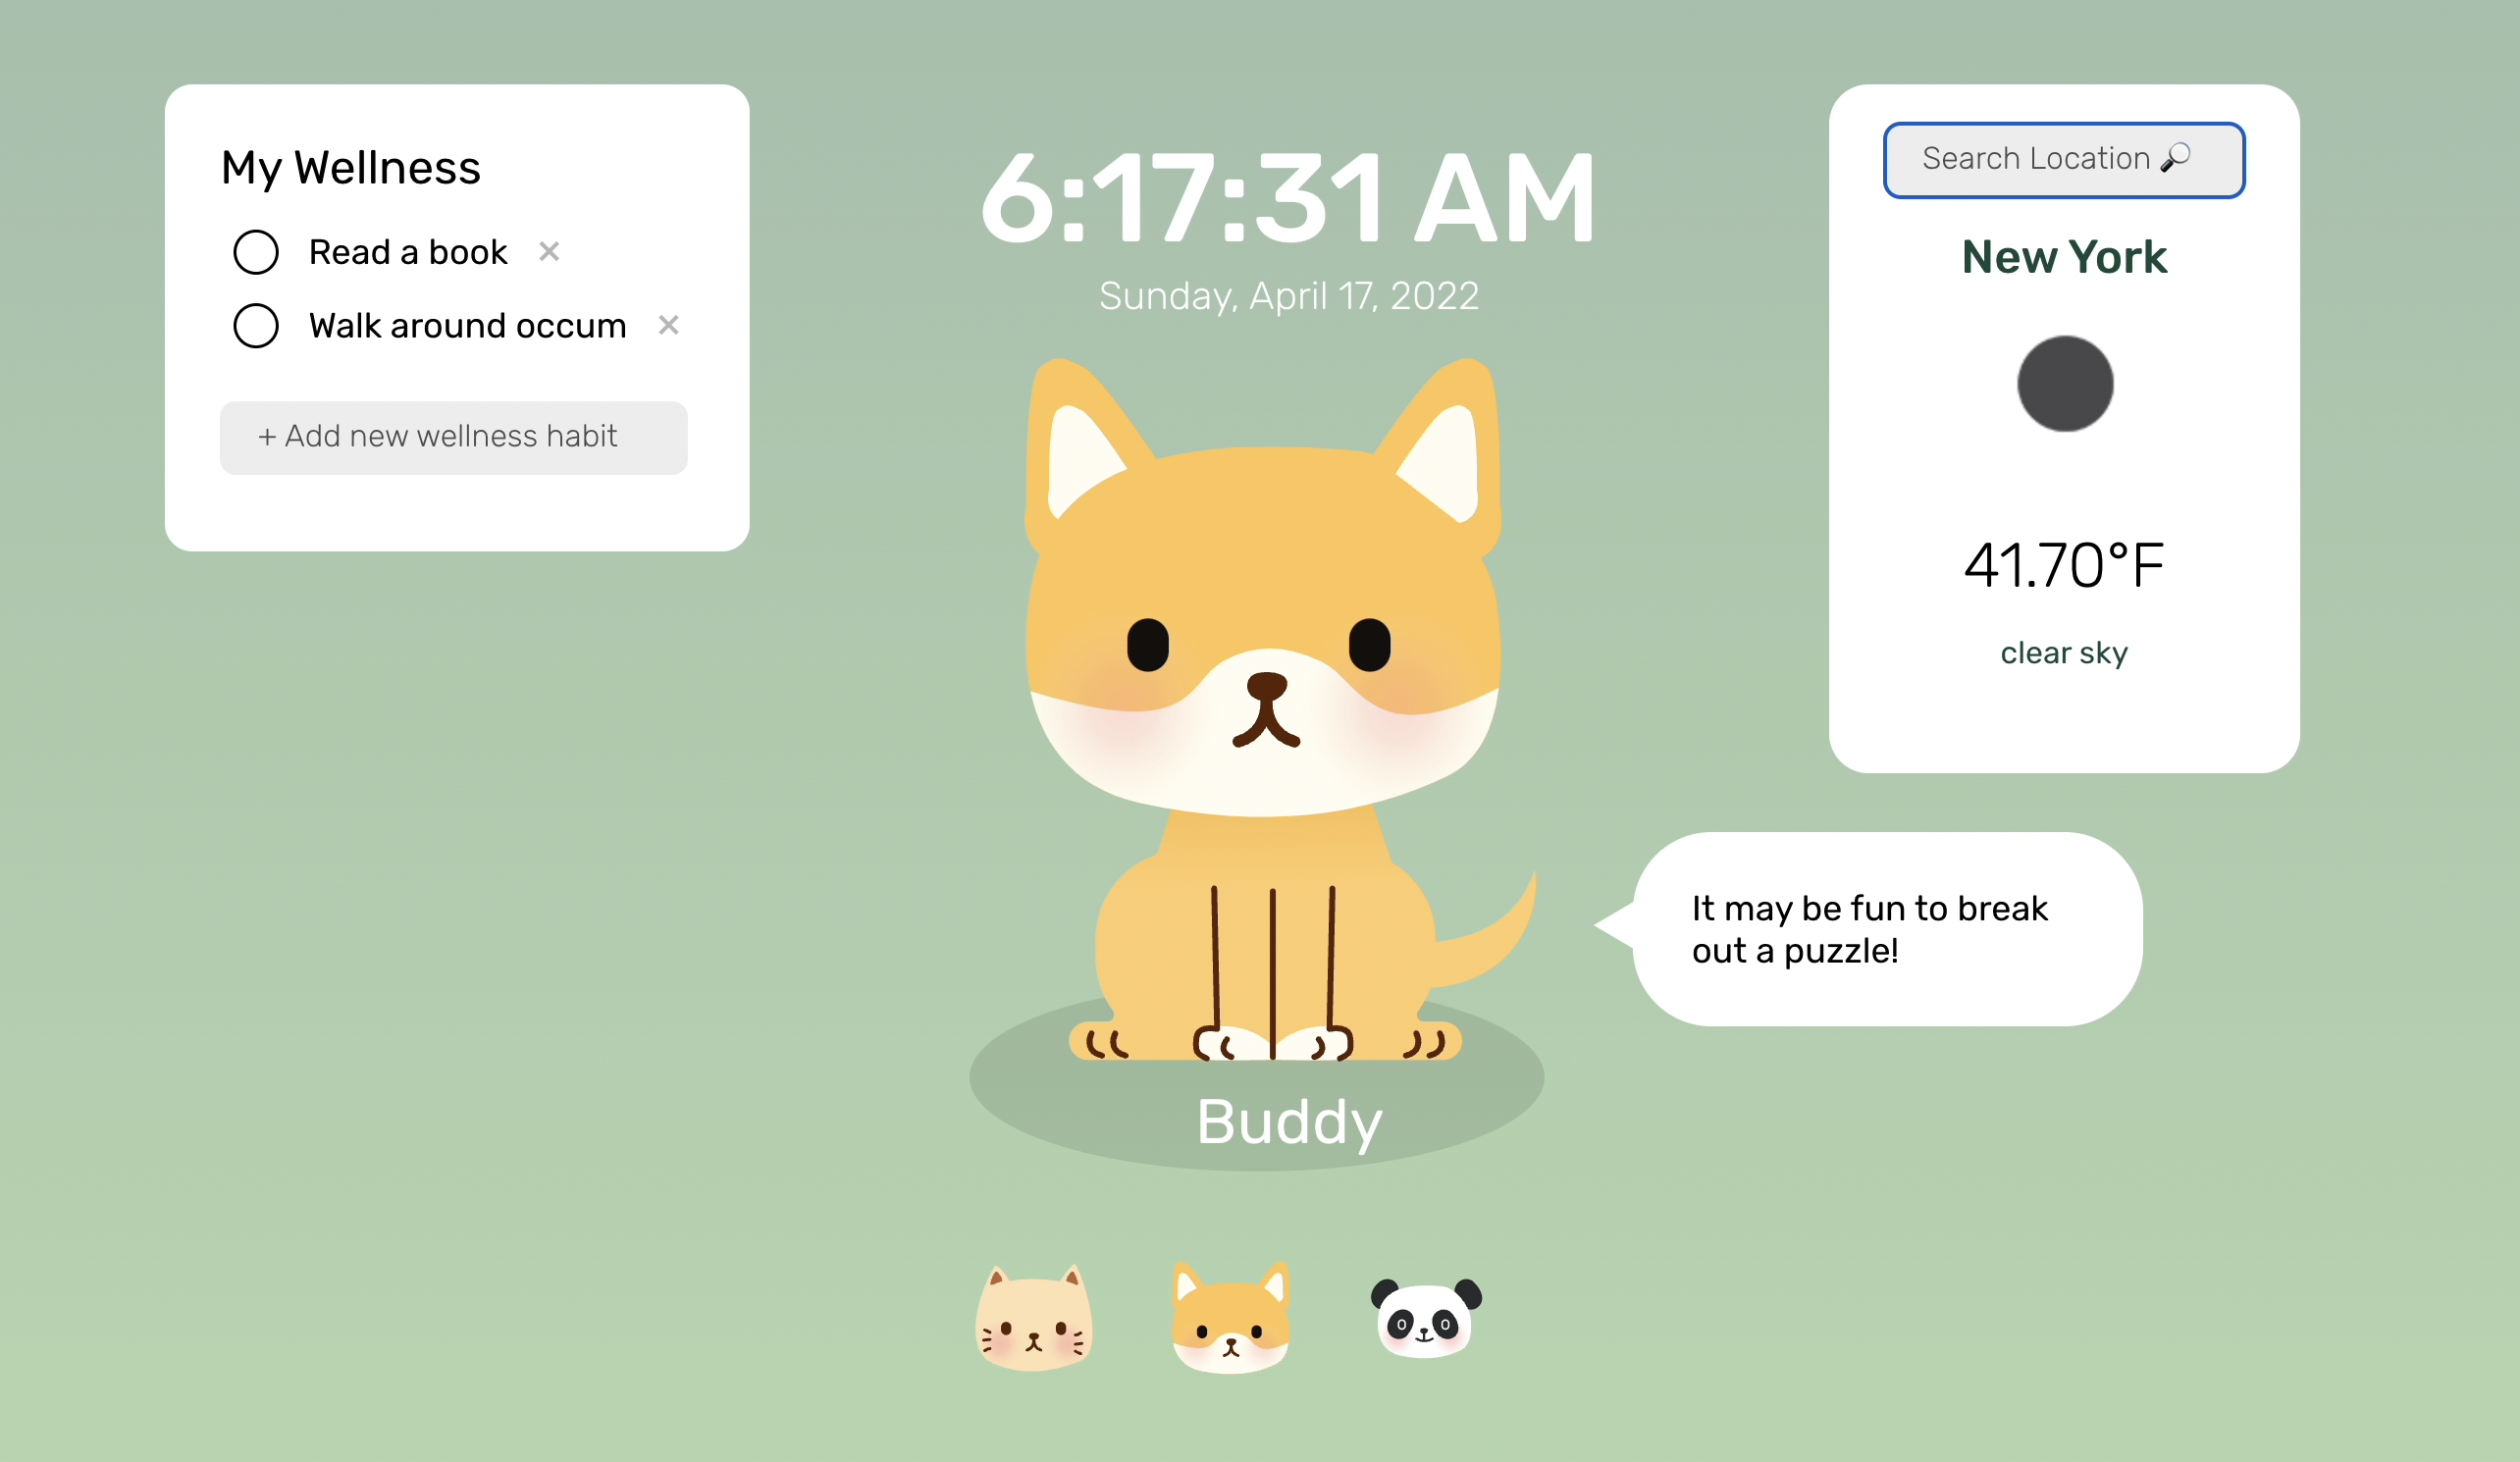 My Wellness
Read a book ×
Walk around occum ×
+ Add new wellness habit
6:17:31 AM
Sunday, April 17, 2022
Search Location 🔎
New York
41.70°F
clear sky
It may be fun to break
out a puzzle!
Buddy